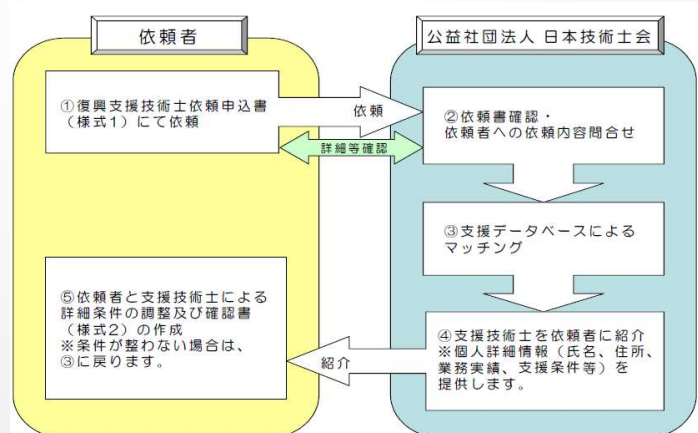 依頼者
公益社団法人 日本技術士会
①復興支援技術士依頼申込書
（様式1）にて依頼
依頼
②依頼書確認・
依頼者への依頼内容問合せ
詳細等確認
③支援データベースによる
マッチング
④支援技術士を依頼者に紹介
※個人詳細情報（氏名、住所、
業務実績、支援条件等）を
提供します。
紹介
⑤依頼者と支援技術士による
詳細条件の調整及び確認書
（様式2）の作成
※条件が整わない場合は、
③に戻ります。